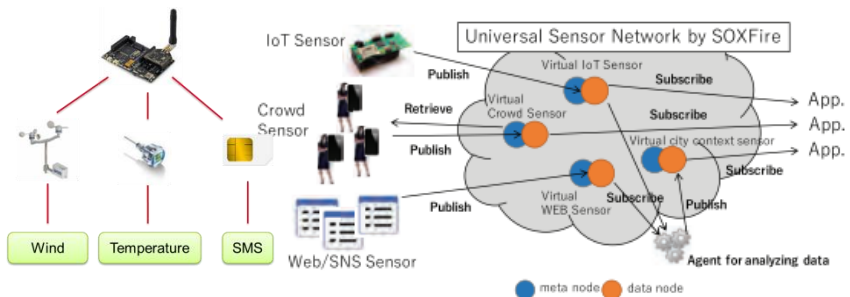 Wind
Temperature
SMS
IoT Sensor
Universal Sensor Network by SOXFire
Virtual IoT Sensor
Publish
Subscribe
App.
Crowd
Sensor
Retrieve
Virtual
Crowd Sensor
Subscribe
App.
Publish
Virtual city context sensor
App.
Subscribe
Publish
Virtual
WEB Sensor
Subscribe
Publish
Web/SNS Sensor
Agent for analyzing data
meta node
data node